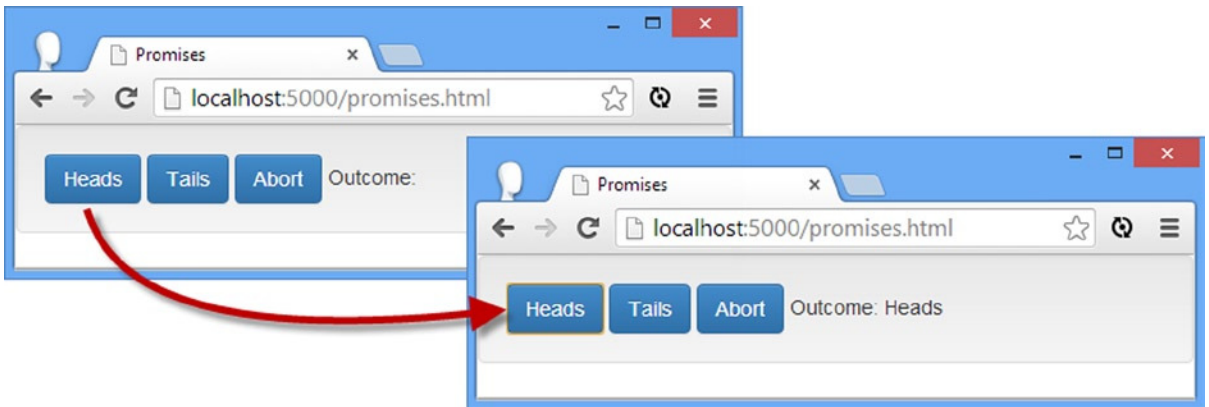 Promises
localhost:5000/promises.html
Heads Tails Abort Outcome:
Promises
localhost:5000/promises.html
Heads Tails Abort Outcome: Heads